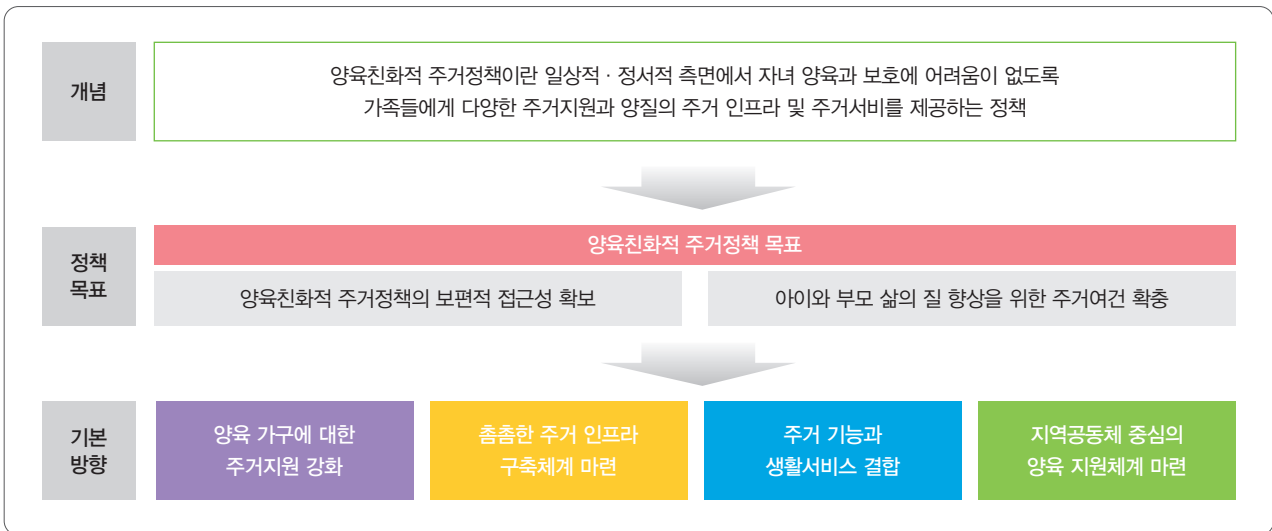 개념
양육친화적 주거정책이란 일상적 · 정서적 측면에서 자녀 양육과 보호에 어려움이 없도록
가족들에게 다양한 주거지원과 양질의 주거 인프라 및 주거서비를 제공하는 정책
정책
목표
양육친화적 주거정책 목표
양육친화적 주거정책의 보편적 접근성 확보
아이와 부모 삶의 질 향상을 위한 주거여건 확충
기본
방향
양육 가구에 대한
주거지원 강화
촘촘한 주거 인프라
구축체계 마련
주거 기능과
생활서비스 결합
지역공동체 중심의
양육 지원체계 마련